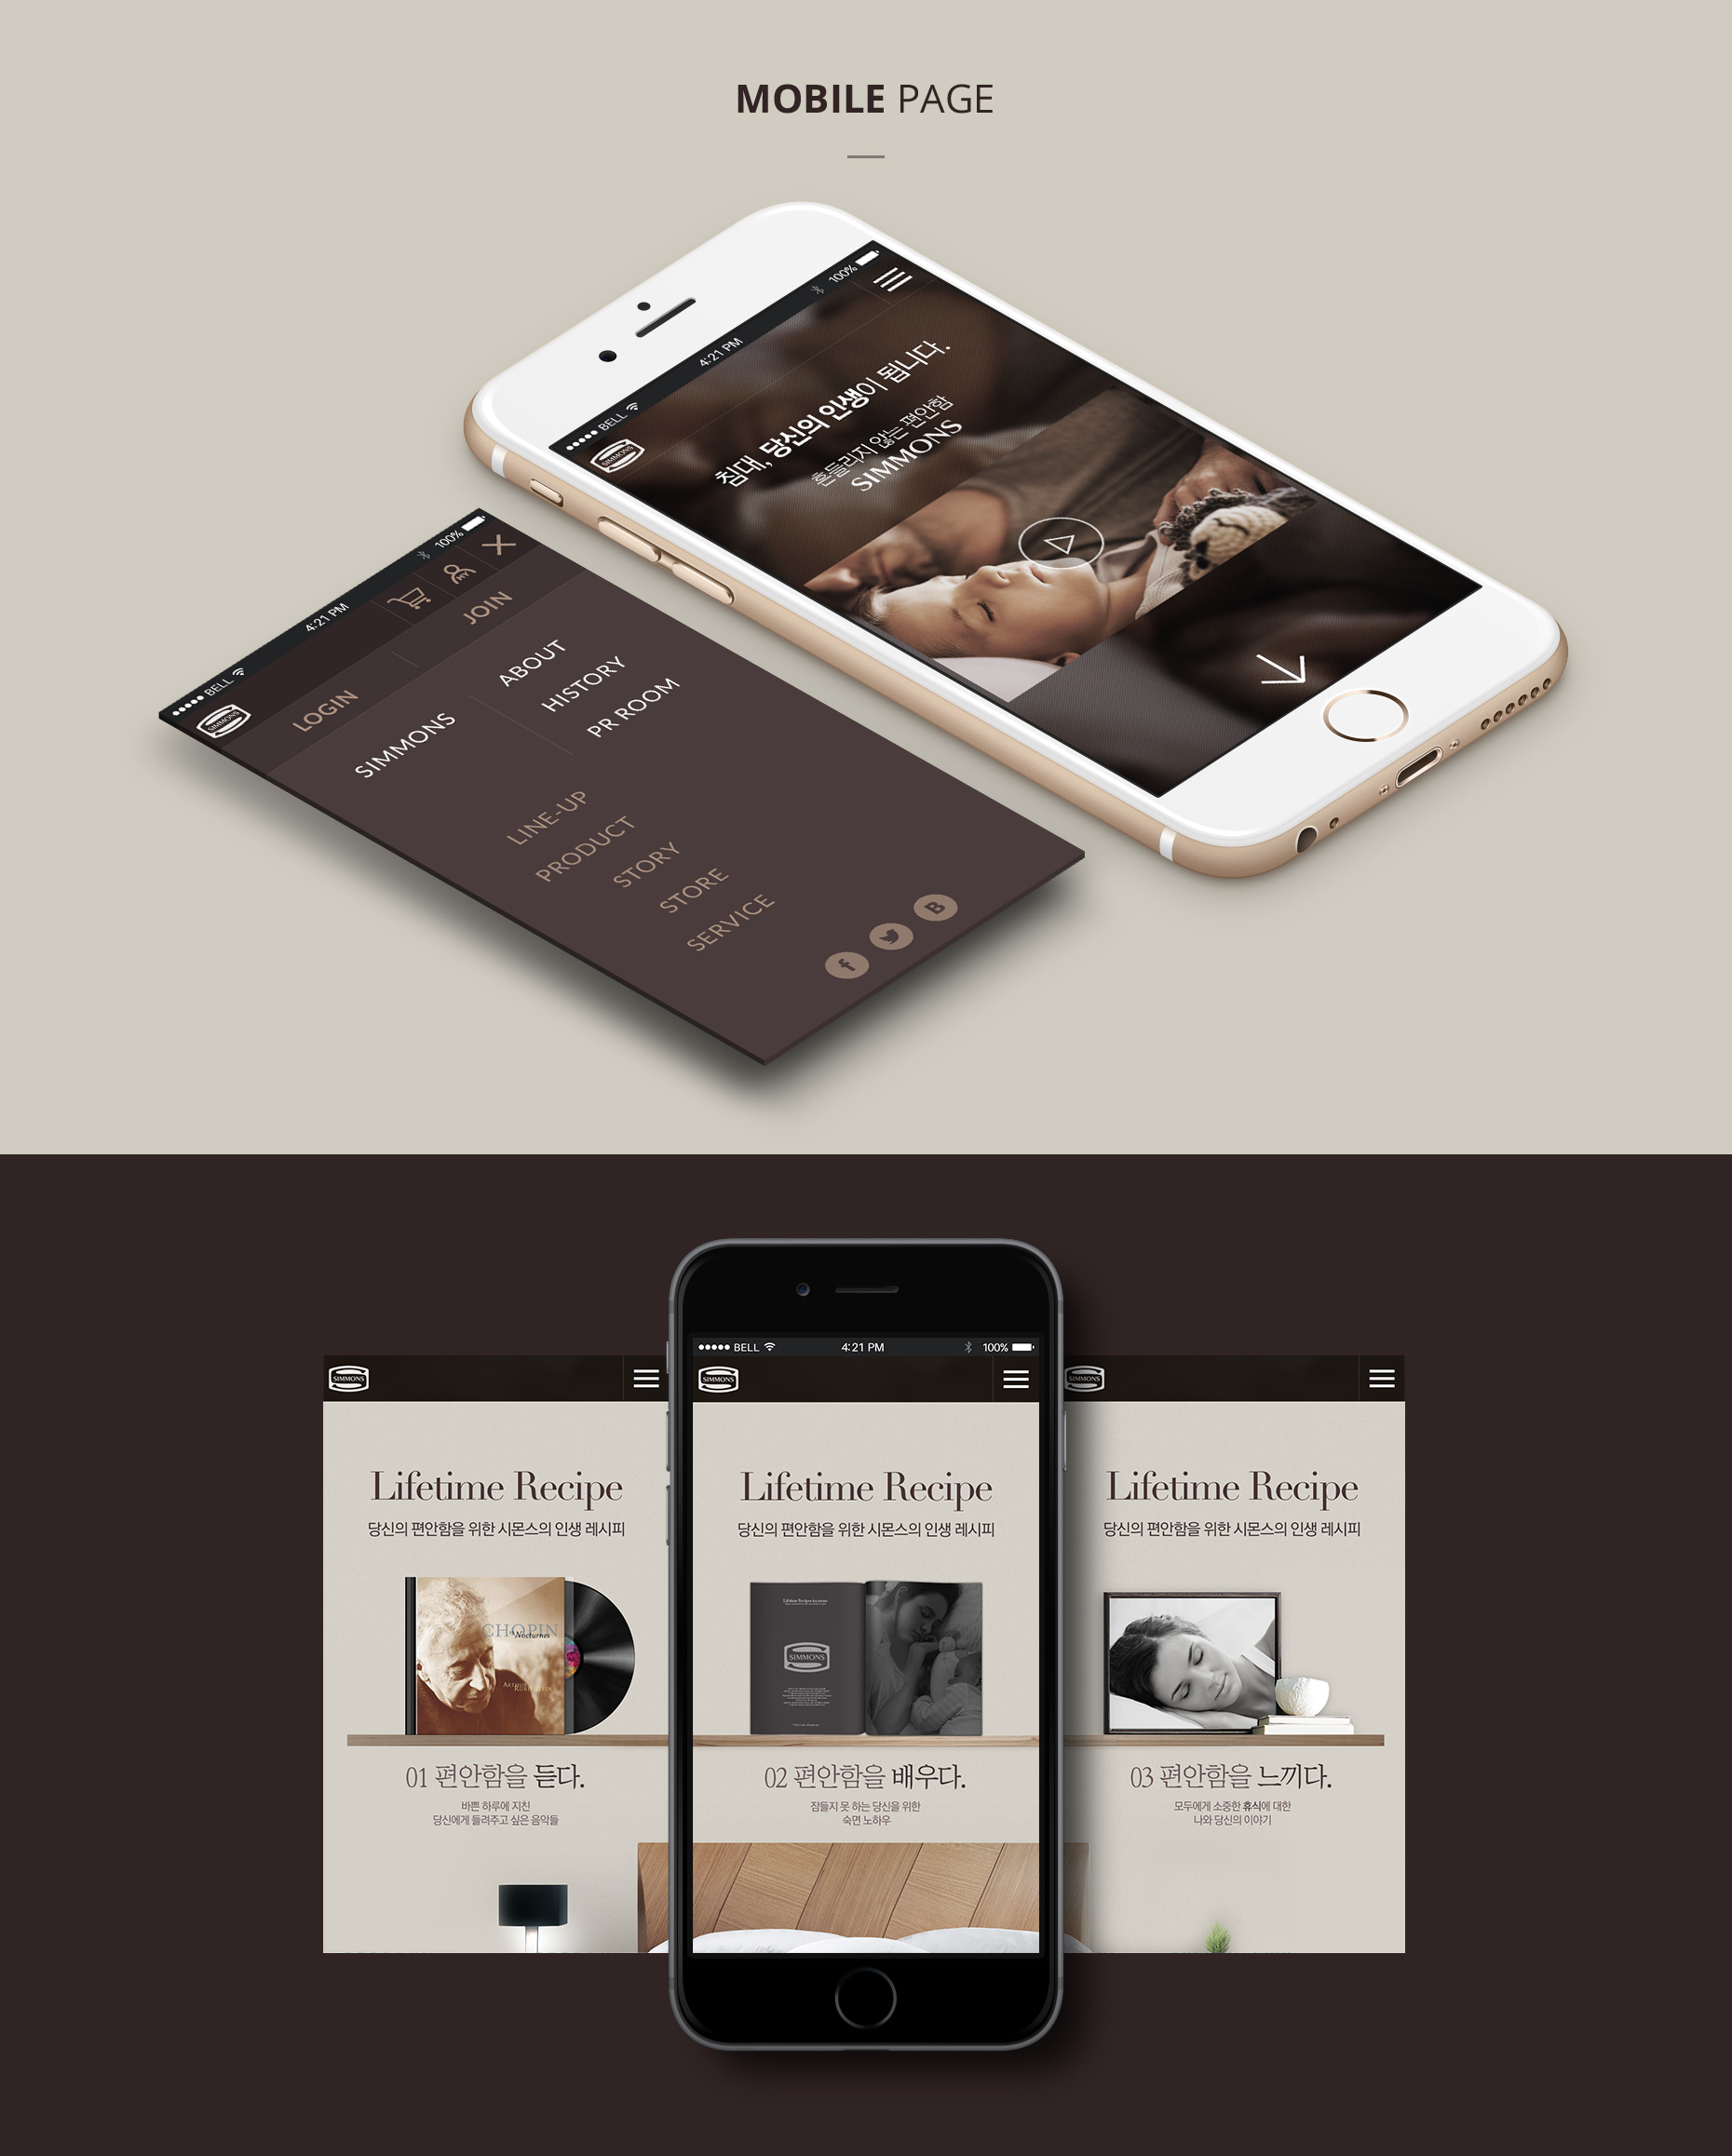 MOBILE PAGE
BELL 4:21 PM 100%
SIMMONS
침대, 당신의 인생이 됩니다.
흔들리지 않는 편안함
SIMMONS
BELL 4:21 PM 100%
SIMMONS
MY
LOGIN JOIN
SIMMONS
ABOUT
HISTORY
PR ROOM
LINE-UP
PRODUCT
STORY
STORE
SERVICE
f B
BELL 4:21 PM 100%
SIMMONS
Lifetime Recipe
당신의 편안함을 위한 시몬스의 인생 레시피
CHOPIN
Nocturnes
01 편안함을 듣다.
바쁜 하루에 지친
당신에게 들려주고 싶은 음악들
SIMMONS
Lifetime Recipe
당신의 편안함을 위한 시몬스의 인생 레시피
SIMMONS
02 편안함을 배우다.
잠들지 못 하는 당신을 위한
숙면 노하우
SIMMONS
Lifetime Recipe
당신의 편안함을 위한 시몬스의 인생 레시피
03 편안함을 느끼다.
모두에게 소중한 휴식에 대한
나와 당신의 이야기